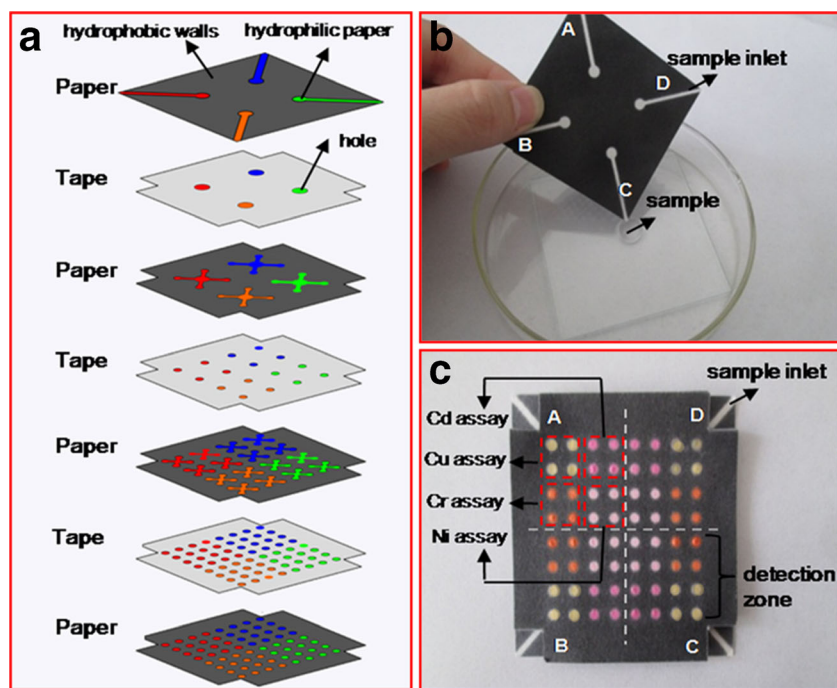 a
hydrophobic walls
hydrophilic paper
Paper
hole
Tape
Paper
Tape
Paper
Tape
Paper
b
A
D
sample inlet
B
C
sample
c
sample inlet
A
D
Cd assay
Cu assay
Cr assay
Ni assay
detection
zone
B
C